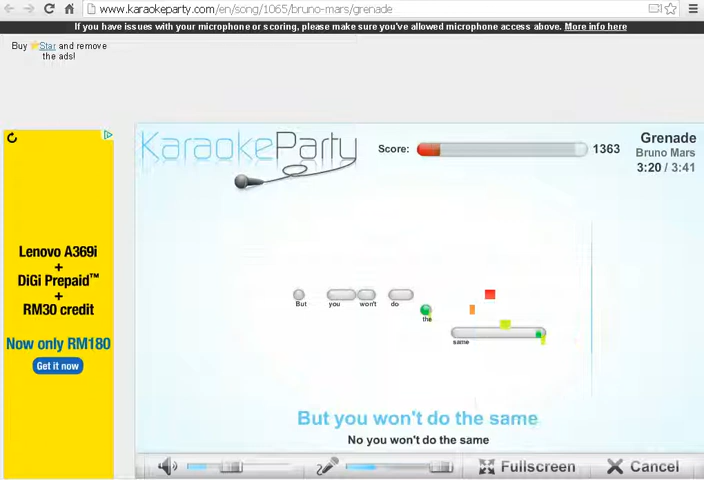 www.karaokeparty.com/en/song/1065/bruno-mars/grenade
If you have issues with your microphone or scoring, please make sure you've allowed microphone access above. More info here
Buy Star and remove
the ads!
KaraokeParty
Score:
1363
Grenade
Bruno Mars
3:20 / 3:41
Lenovo A369i
+
DiGi Prepaid™
+
RM30 credit
Now only RM180
Get it now
But
you
won't
do
the
same
But you won't do the same
No you won't do the same
Fullscreen
Cancel